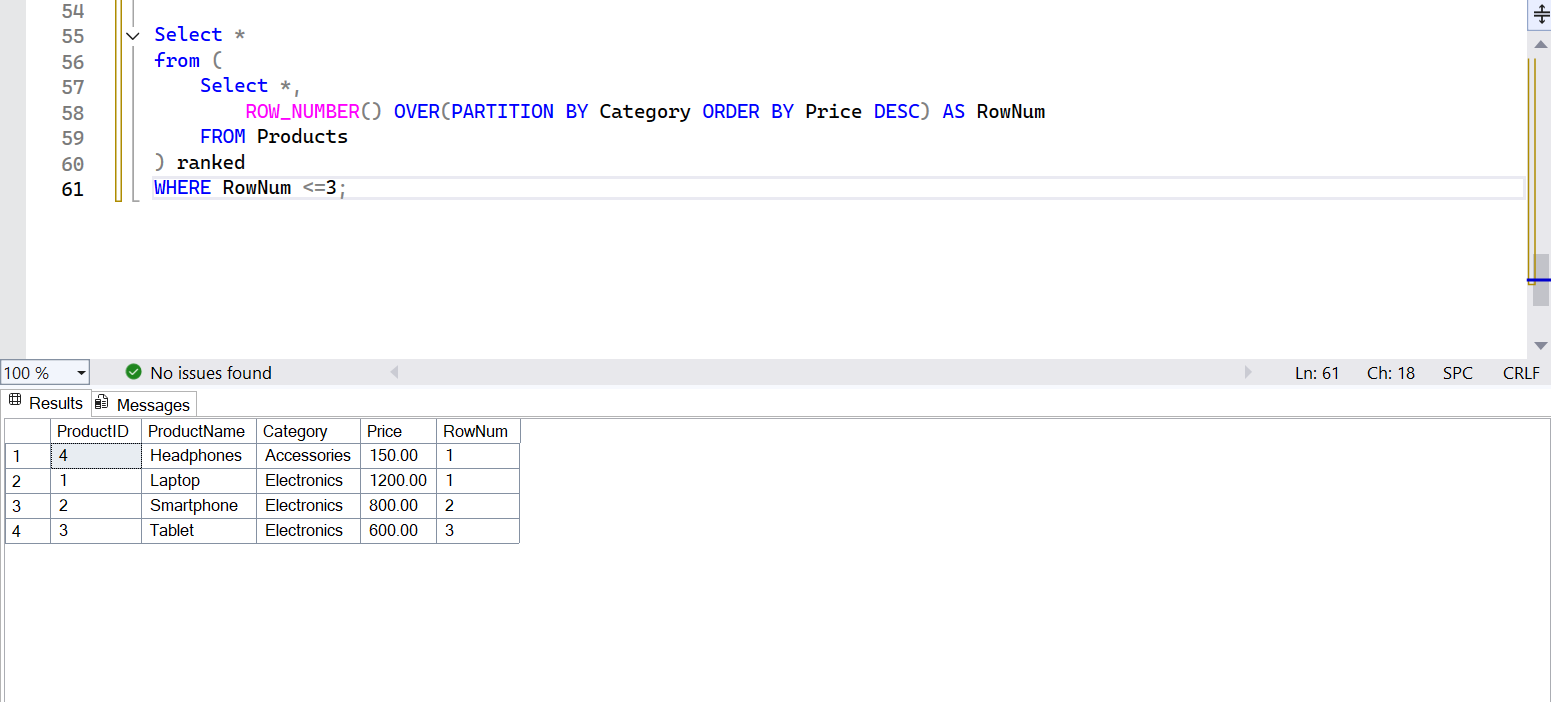 54
55 Select *
56 from (
57 Select *,
58 ROW_NUMBER() OVER(PARTITION BY Category ORDER BY Price DESC) AS RowNum
59 FROM Products
60 ) ranked
61 WHERE RowNum <=3;
100 % No issues found Ln: 61 Ch: 18 SPC CRLF
Results Messages
ProductID ProductName Category Price RowNum
1 4 Headphones Accessories 150.00 1
2 1 Laptop Electronics 1200.00 1
3 2 Smartphone Electronics 800.00 2
4 3 Tablet Electronics 600.00 3